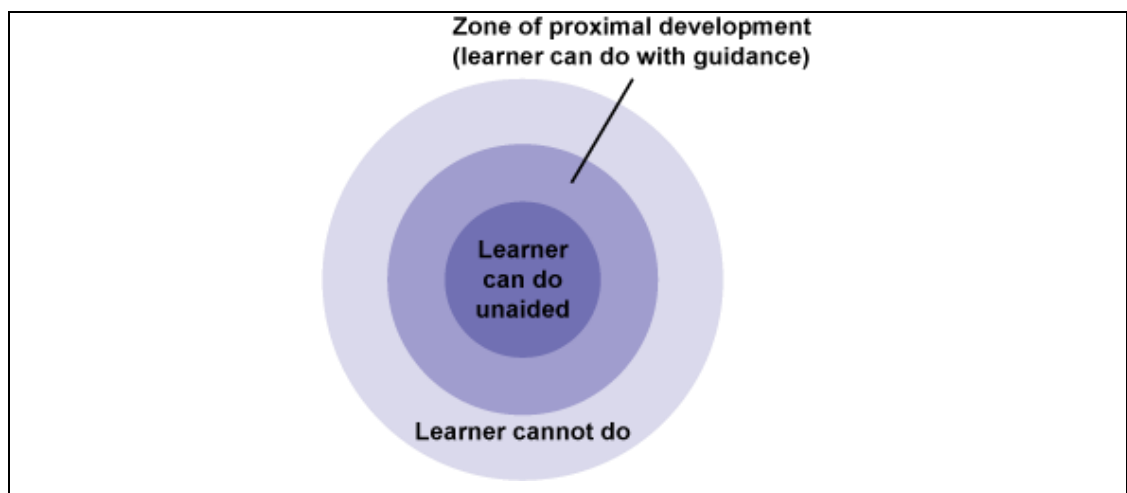 Zone of proximal development
(learner can do with guidance)
Learner
can do
unaided
Learner cannot do